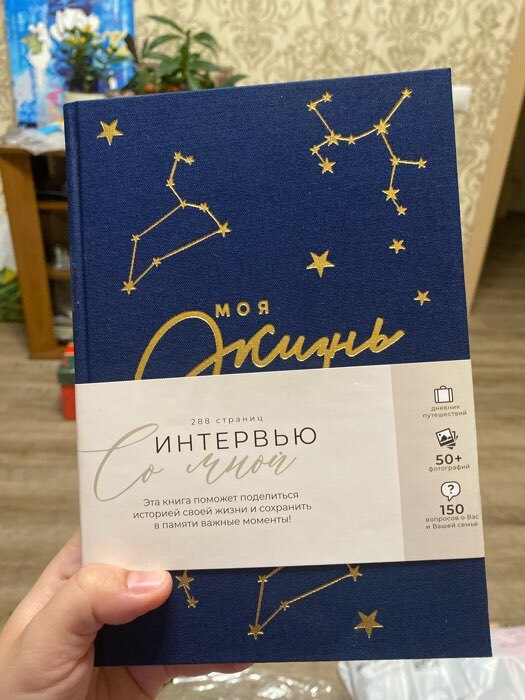 МОЯ
Жизнь
288 страниц
ИНТЕРВЬЮ
Со мной
Эта книга поможет поделиться
историей своей жизни и сохранить
в памяти важные моменты!
дневник
путешествий
50+
фотографий
?
150
вопросов о Вас
и Вашей семье